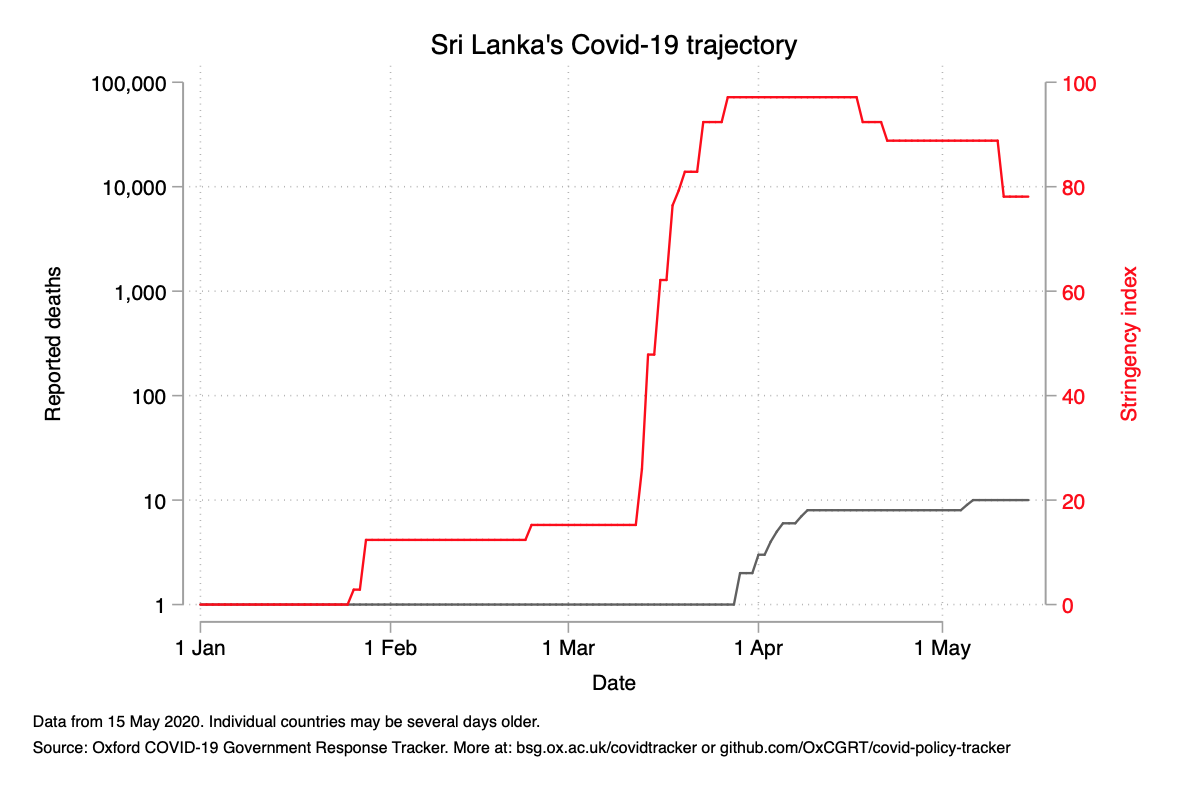 Sri Lanka's Covid-19 trajectory
100,000
10,000
1,000
100
10
1
Reported deaths
100
80
60
40
20
0
Stringency index
1 Jan
1 Feb
1 Mar
1 Apr
1 May
Date
Data from 15 May 2020. Individual countries may be several days older.
Source: Oxford COVID-19 Government Response Tracker. More at: bsg.ox.ac.uk/covidtracker or github.com/OxCGRT/covid-policy-tracker